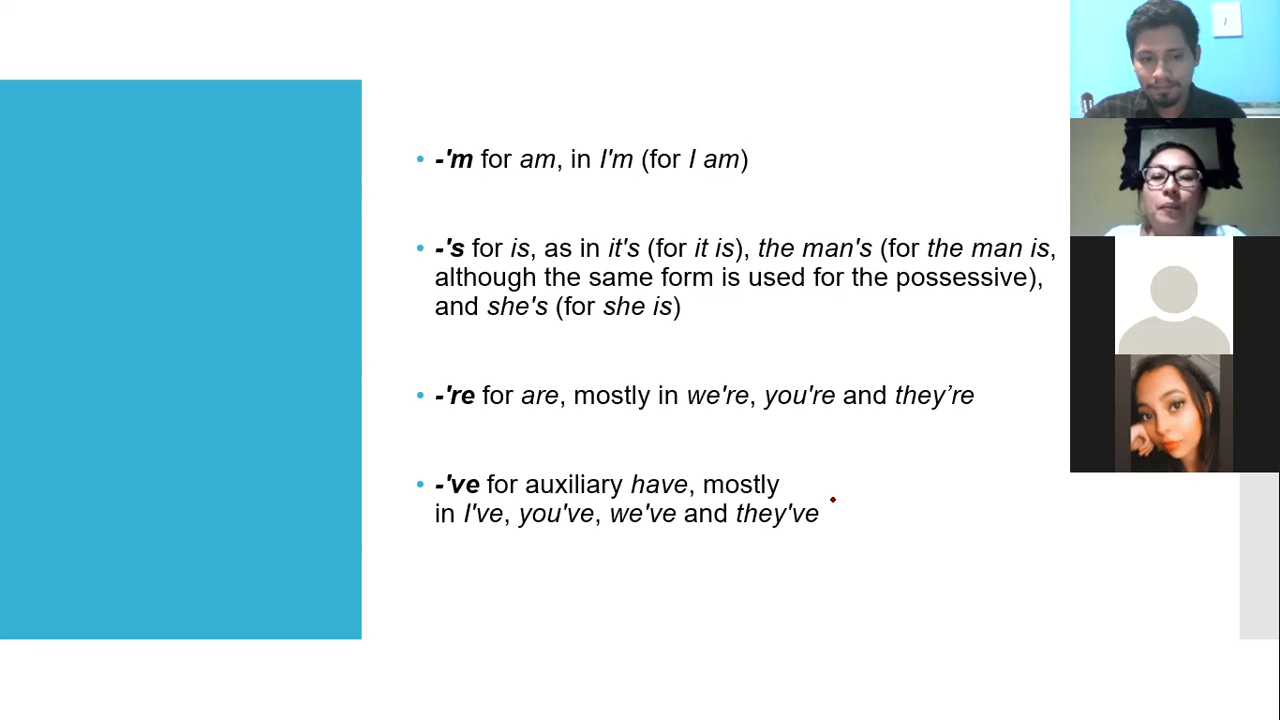 • -'m for am, in I'm (for I am)
• -'s for is, as in it's (for it is), the man's (for the man is,
although the same form is used for the possessive),
and she's (for she is)
• -'re for are, mostly in we're, you're and they’re
• -'ve for auxiliary have, mostly
in I've, you've, we've and they've